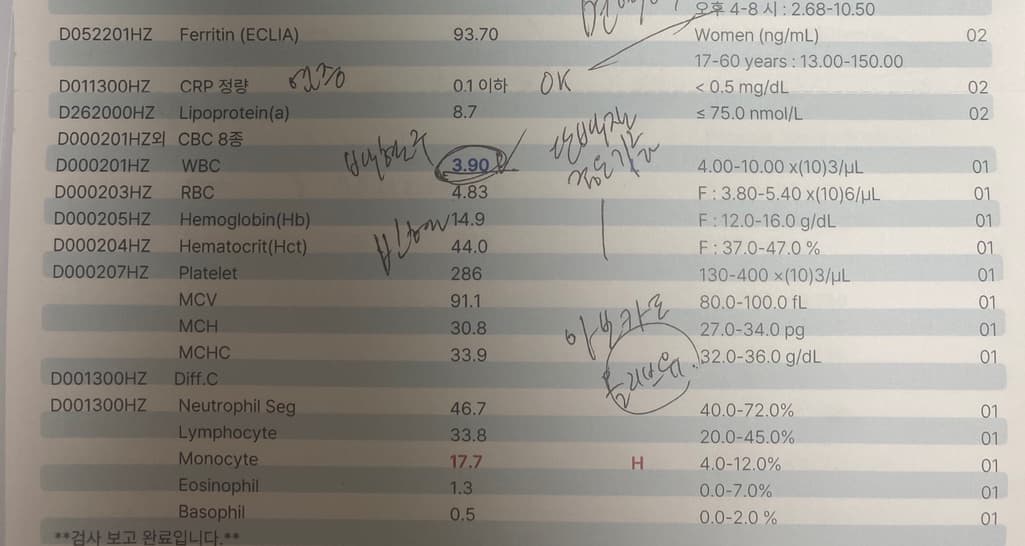 오후 4-8 시 : 2.68-10.50
D052201HZ Ferritin (ECLIA) 93.70 Women (ng/mL) 02
17-60 years : 13.00-150.00
D011300HZ CRP 정량 염증 0.1 이하 OK < 0.5 mg/dL 02
D262000HZ Lipoprotein(a) 8.7 ≤ 75.0 nmol/L 02
D000201HZ외 CBC 8종
D000201HZ WBC 3.90 4.00-10.00 x(10)3/μL 01
D000203HZ RBC 4.83 F : 3.80-5.40 x(10)6/μL 01
D000205HZ Hemoglobin(Hb) 14.9 F : 12.0-16.0 g/dL 01
D000204HZ Hematocrit(Hct) 44.0 F : 37.0-47.0 % 01
D000207HZ Platelet 286 130-400 ×(10)3/μL 01
MCV 91.1 80.0-100.0 fL 01
MCH 30.8 27.0-34.0 pg 01
MCHC 33.9 32.0-36.0 g/dL 01
D001300HZ Diff.C
D001300HZ Neutrophil Seg 46.7 40.0-72.0% 01
Lymphocyte 33.8 20.0-45.0% 01
Monocyte 17.7 H 4.0-12.0% 01
Eosinophil 1.3 0.0-7.0% 01
Basophil 0.5 0.0-2.0 % 01
**검사 보고 완료입니다.**